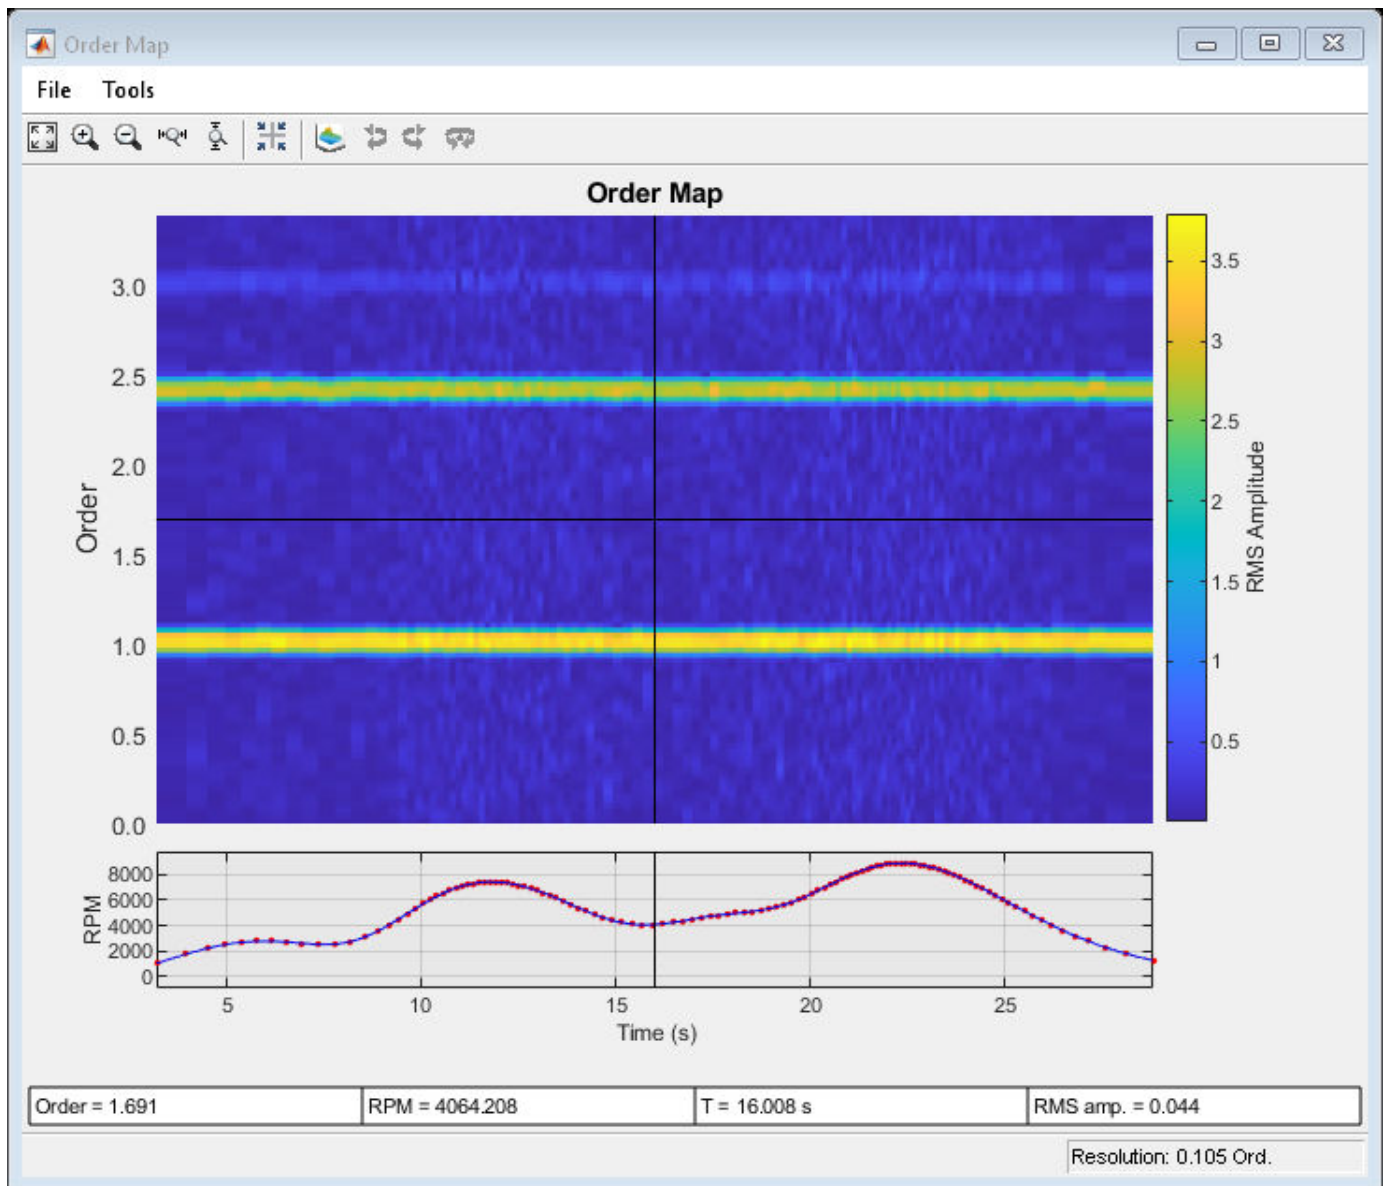 Order Map
File Tools
Order Map
3.0
2.5
2.0
1.5
1.0
0.5
0.0
Order
3.5
3
2.5
2
1.5
1
0.5
RMS Amplitude
8000
6000
4000
2000
0
RPM
5 10 15 20 25
Time (s)
Order = 1.691 RPM = 4064.208 T = 16.008 s RMS amp. = 0.044
Resolution: 0.105 Ord.